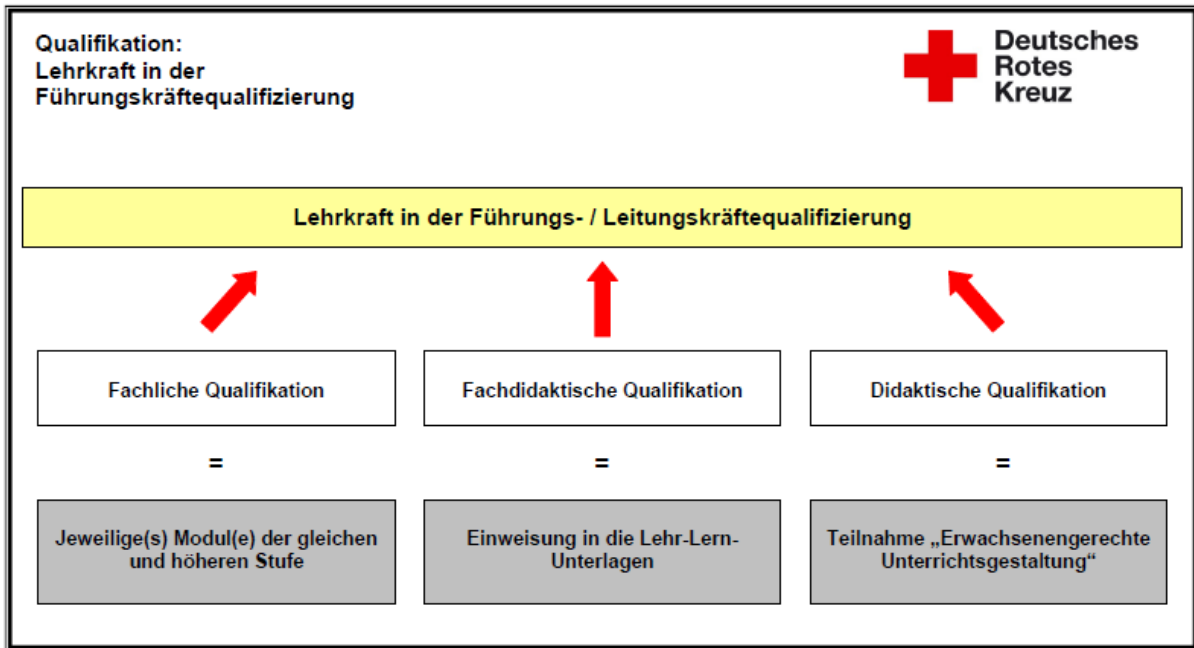 Qualifikation:
Lehrkraft in der
Führungskräftequalifizierung
Deutsches
Rotes
Kreuz
Lehrkraft in der Führungs- / Leitungskräftequalifizierung
Fachliche Qualifikation
Fachdidaktische Qualifikation
Didaktische Qualifikation
=
=
=
Jeweilige(s) Modul(e) der gleichen
und höheren Stufe
Einweisung in die Lehr-Lern-
Unterlagen
Teilnahme „Erwachsenengerechte
Unterrichtsgestaltung“